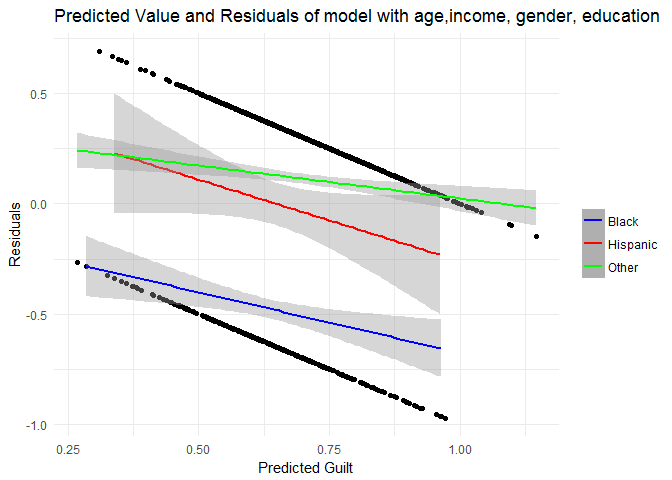 Predicted Value and Residuals of model with age,income, gender, education
0.5
0.0
-0.5
-1.0
Residuals
0.25
0.50
0.75
1.00
Predicted Guilt
Black
Hispanic
Other